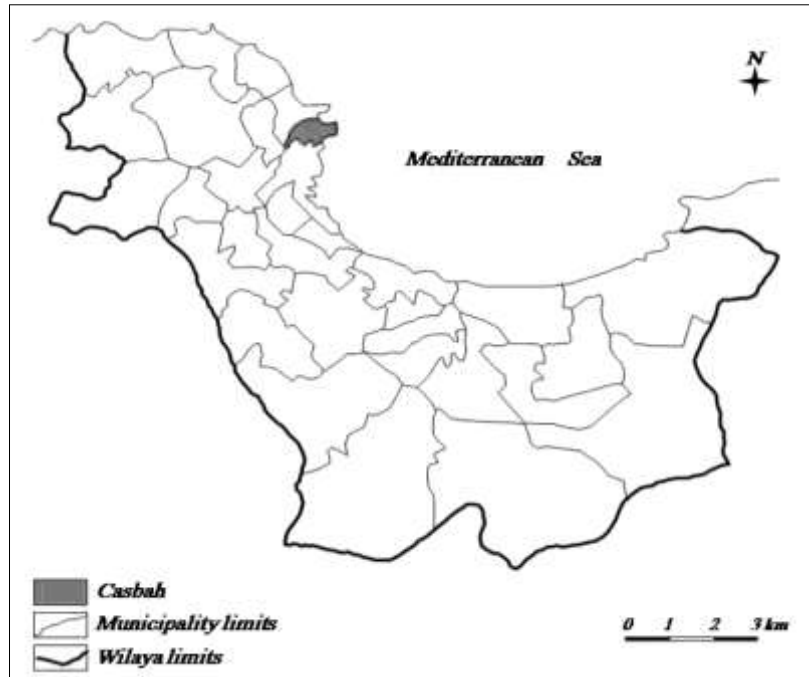 N
Mediterranean Sea
Casbah
Municipality limits
Wilaya limits
0 1 2 3 km